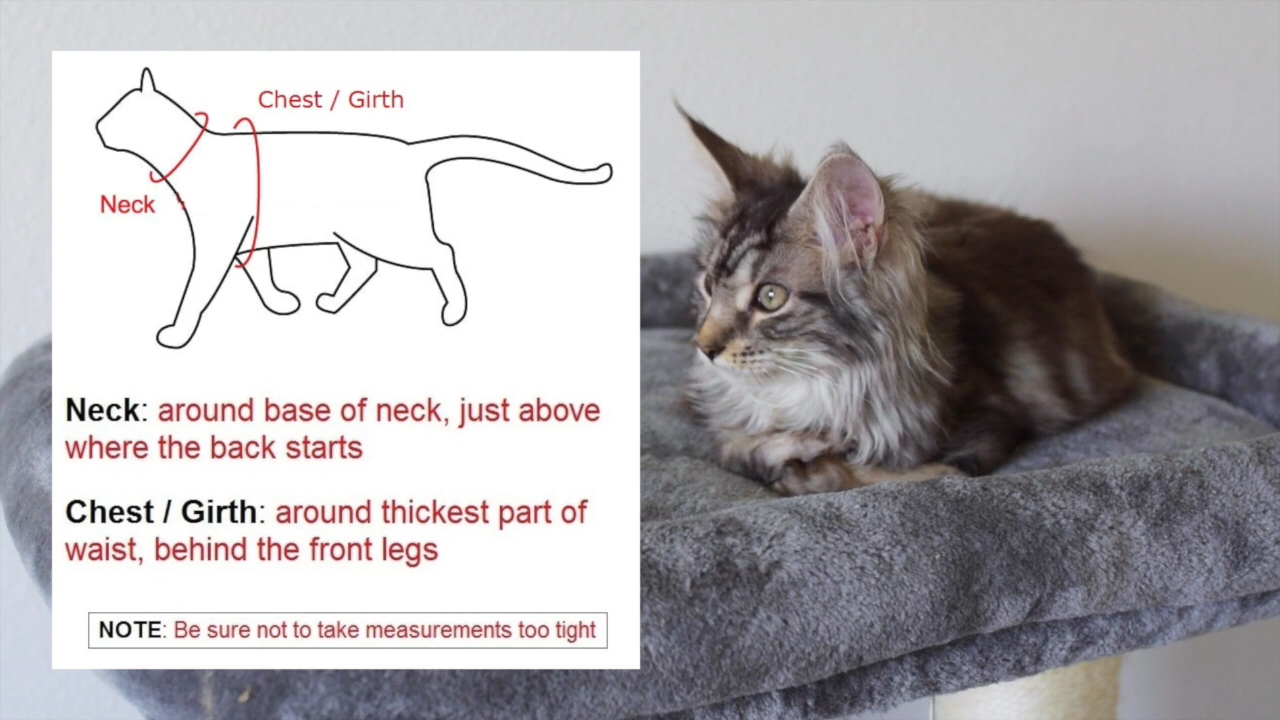 Chest / Girth
Neck
Neck: around base of neck, just above
where the back starts
Chest / Girth: around thickest part of
waist, behind the front legs
NOTE: Be sure not to take measurements too tight